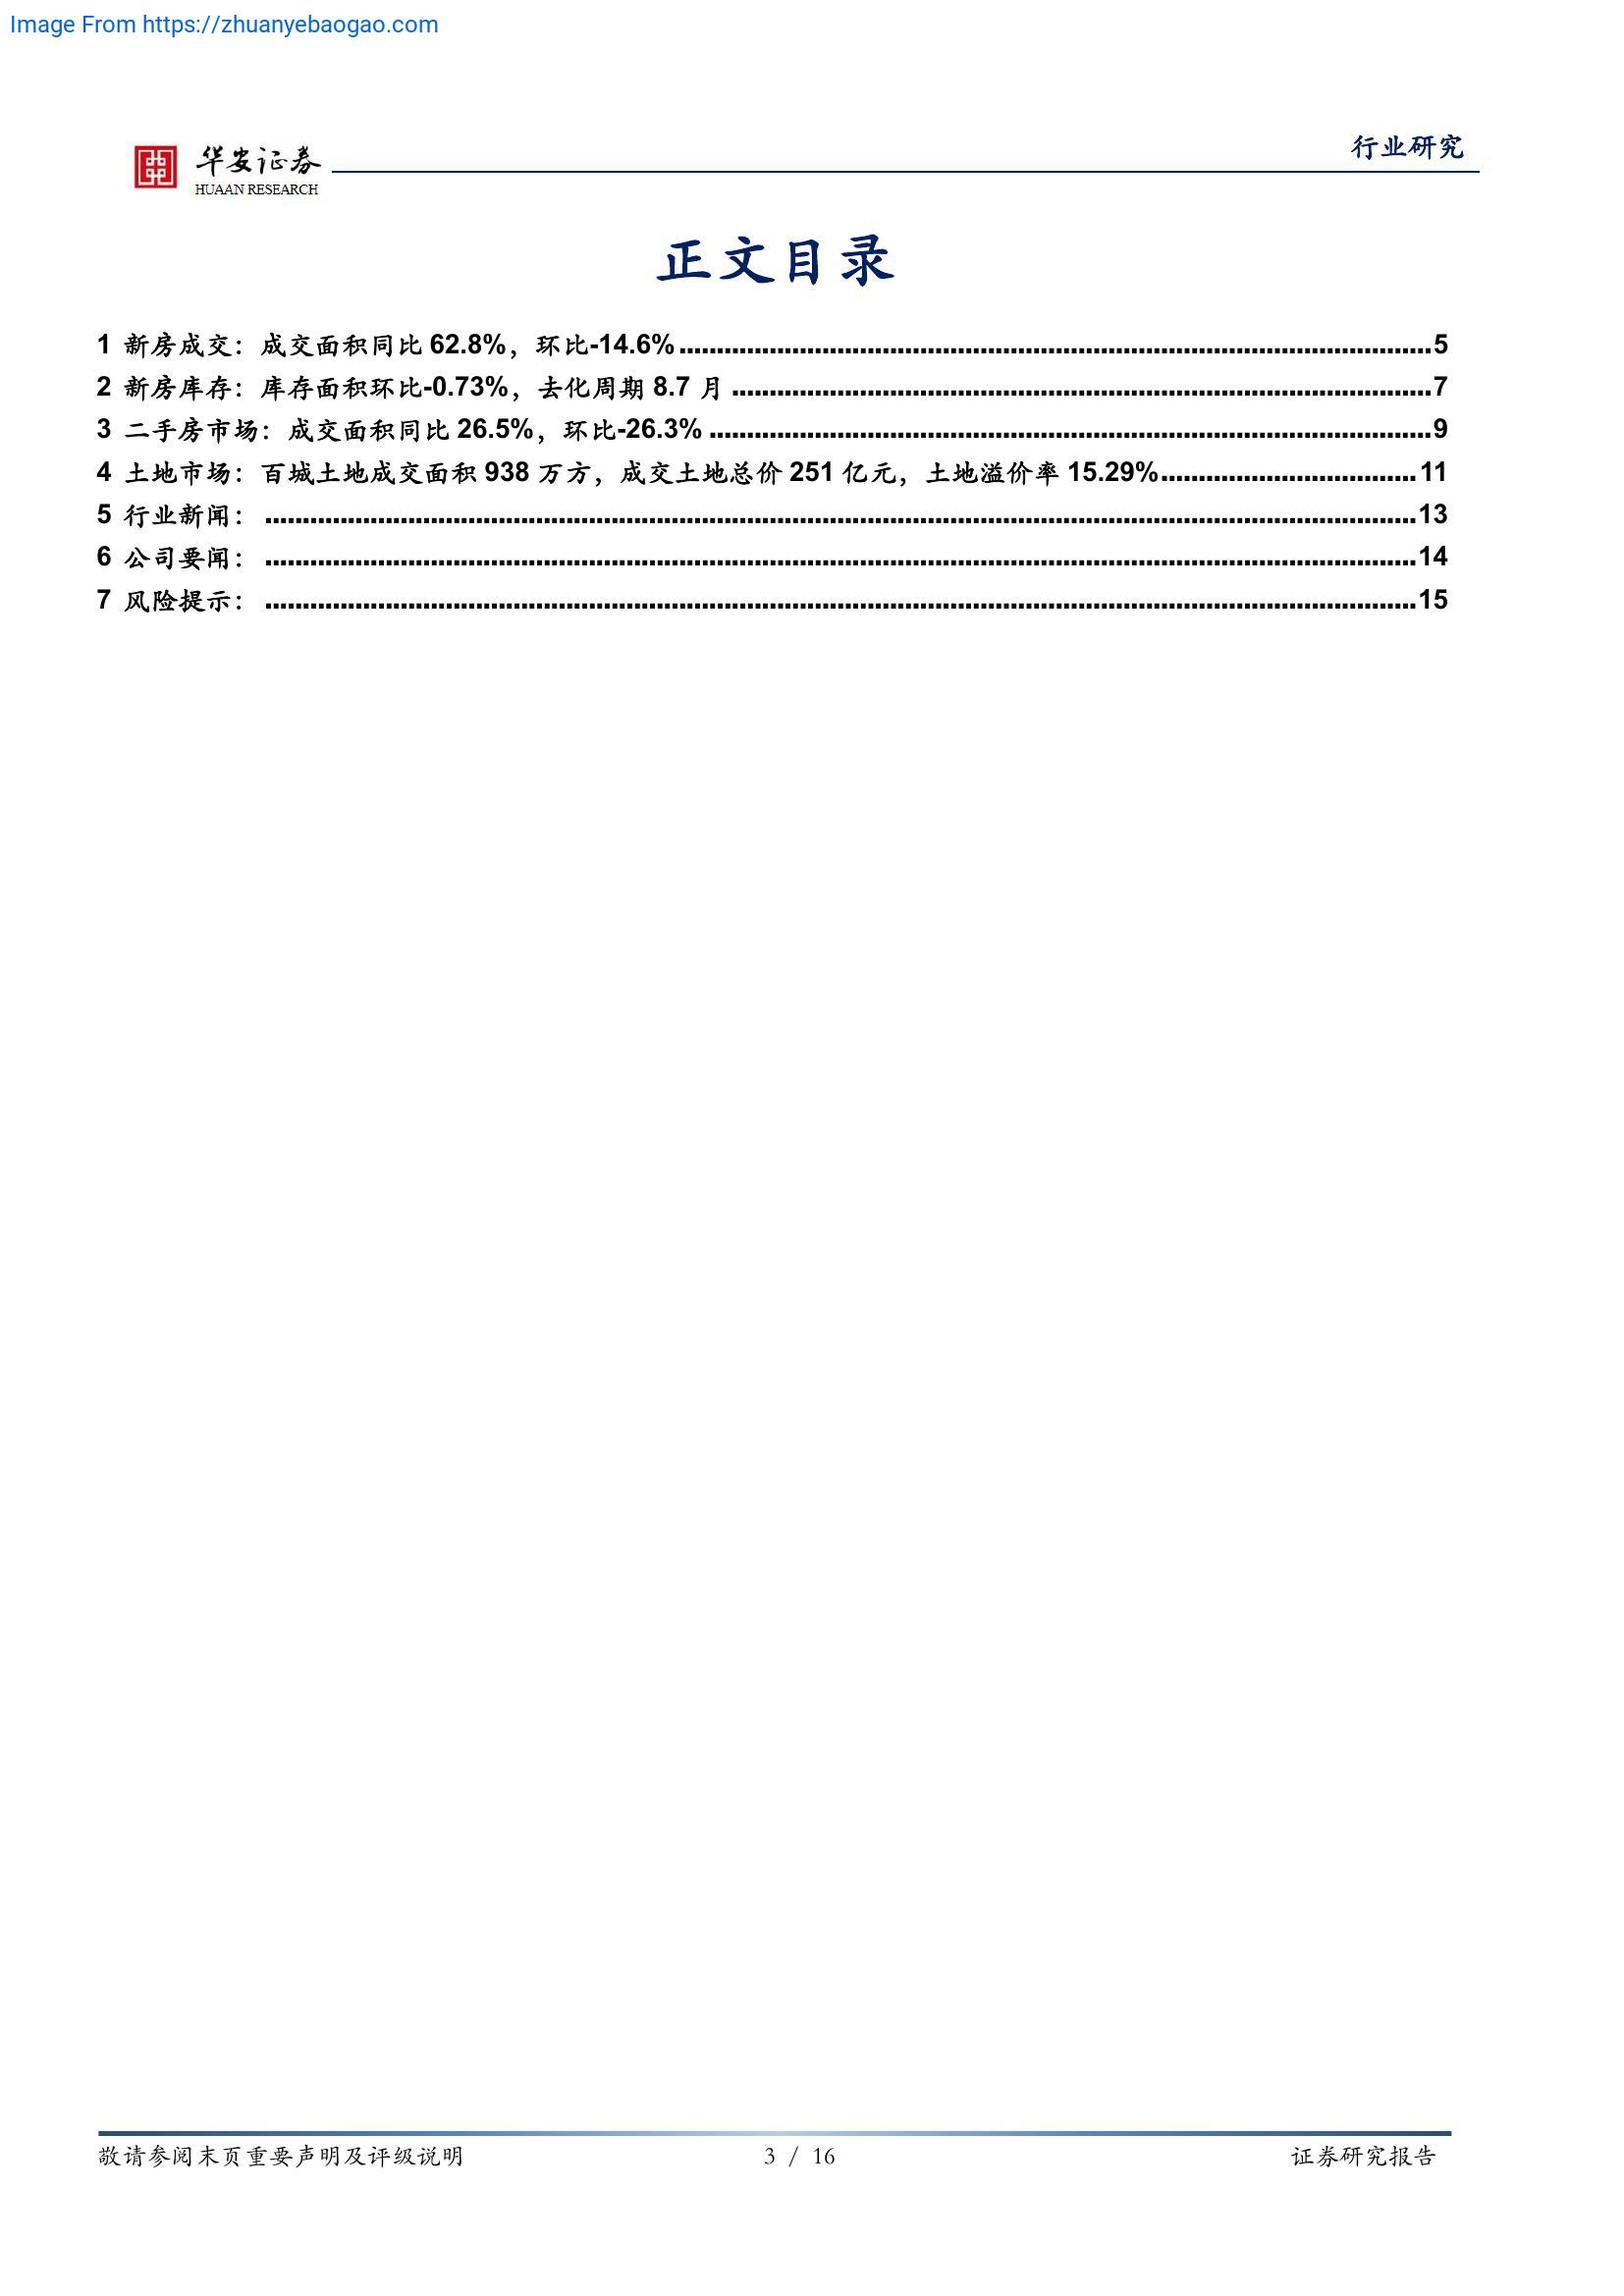 Image From https://zhuanyebaogao.com
华安证券
HUAAN RESEARCH
行业研究
正文目录
1 新房成交：成交面积同比 62.8%，环比-14.6%........................................5
2 新房库存：库存面积环比-0.73%，去化周期 8.7 月........................................7
3 二手房市场：成交面积同比 26.5%，环比-26.3%........................................9
4 土地市场：百城土地成交面积 938 万方，成交土地总价 251 亿元，土地溢价率 15.29%........................................11
5 行业新闻：........................................13
6 公司要闻：........................................14
7 风险提示：........................................15
敬请参阅末页重要声明及评级说明
3 / 16
证券研究报告